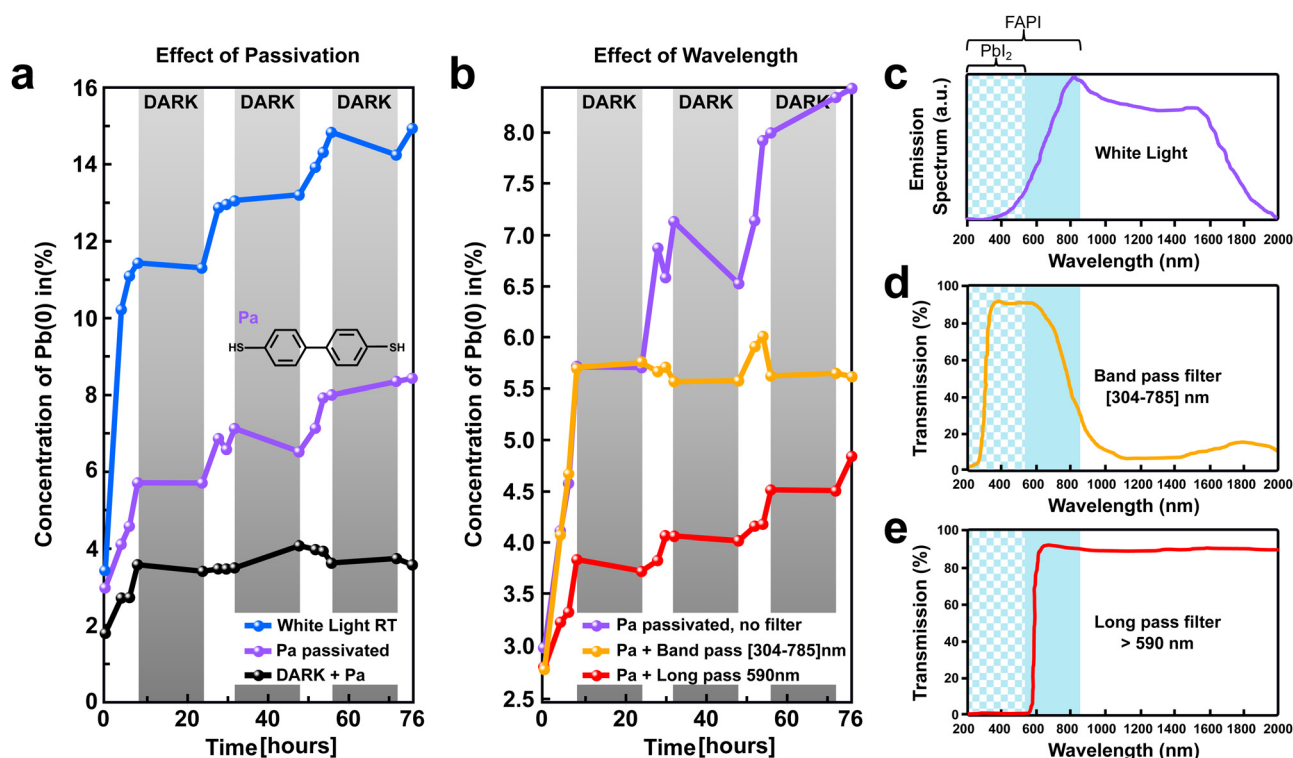 FAPI
PbI₂
a
Effect of Passivation
Concentration of Pb(0) in(%)
16
14
12
11
8
6
4
2
0
DARK
DARK
DARK
Pa
HS
SH
White Light RT
Pa passivated
DARK + Pa
0 20 40 60 76
Time[hours]
b
Effect of Wavelength
Concentration of Pb(0) in(%)
8.0
7.5
7.0
6.5
6.0
5.5
5.0
4.5
4.0
3.5
3.0
2.5
DARK
DARK
DARK
Pa passivated, no filter
Pa + Band pass [304-785]nm
Pa + Long pass 590nm
0 20 40 60 76
Time[hours]
c
Emission
Spectrum (a.u.)
White Light
200 400 600 800 1000 1200 1400 1600 1800 2000
Wavelength (nm)
d
Transmission (%)
100
80
60
40
20
0
Band pass filter
[304-785] nm
200 400 600 800 1000 1200 1400 1600 1800 2000
Wavelength (nm)
e
Transmission (%)
100
80
60
40
20
0
Long pass filter
> 590 nm
200 400 600 800 1000 1200 1400 1600 1800 2000
Wavelength (nm)